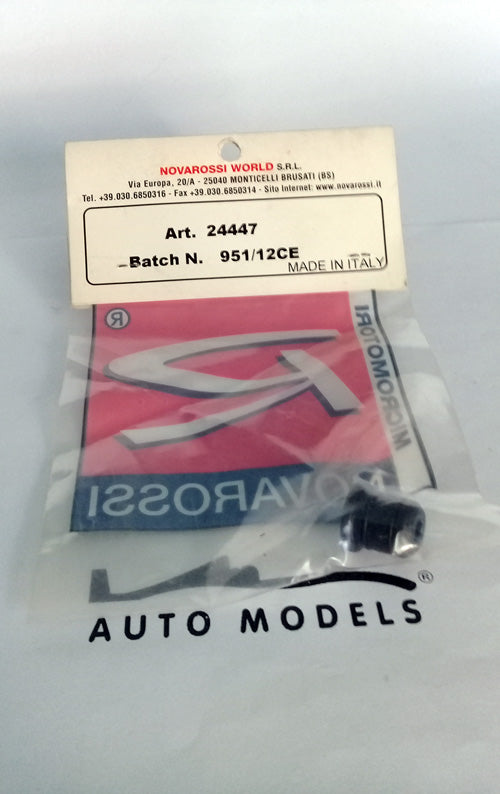 NOVAROSSI WORLD S.R.L.
Via Europa, 20/A - 25040 MONTICELLI BRUSATI (BS)
Tel. +39.030.6850316 - Fax +39.030.6850314 - Sito Internet: www.novarossi.it
Art. 24447
Batch N. 951/12CE
MADE IN ITALY
®
MICROMOTORI
NOVAROSSI
®
AUTO MODELS